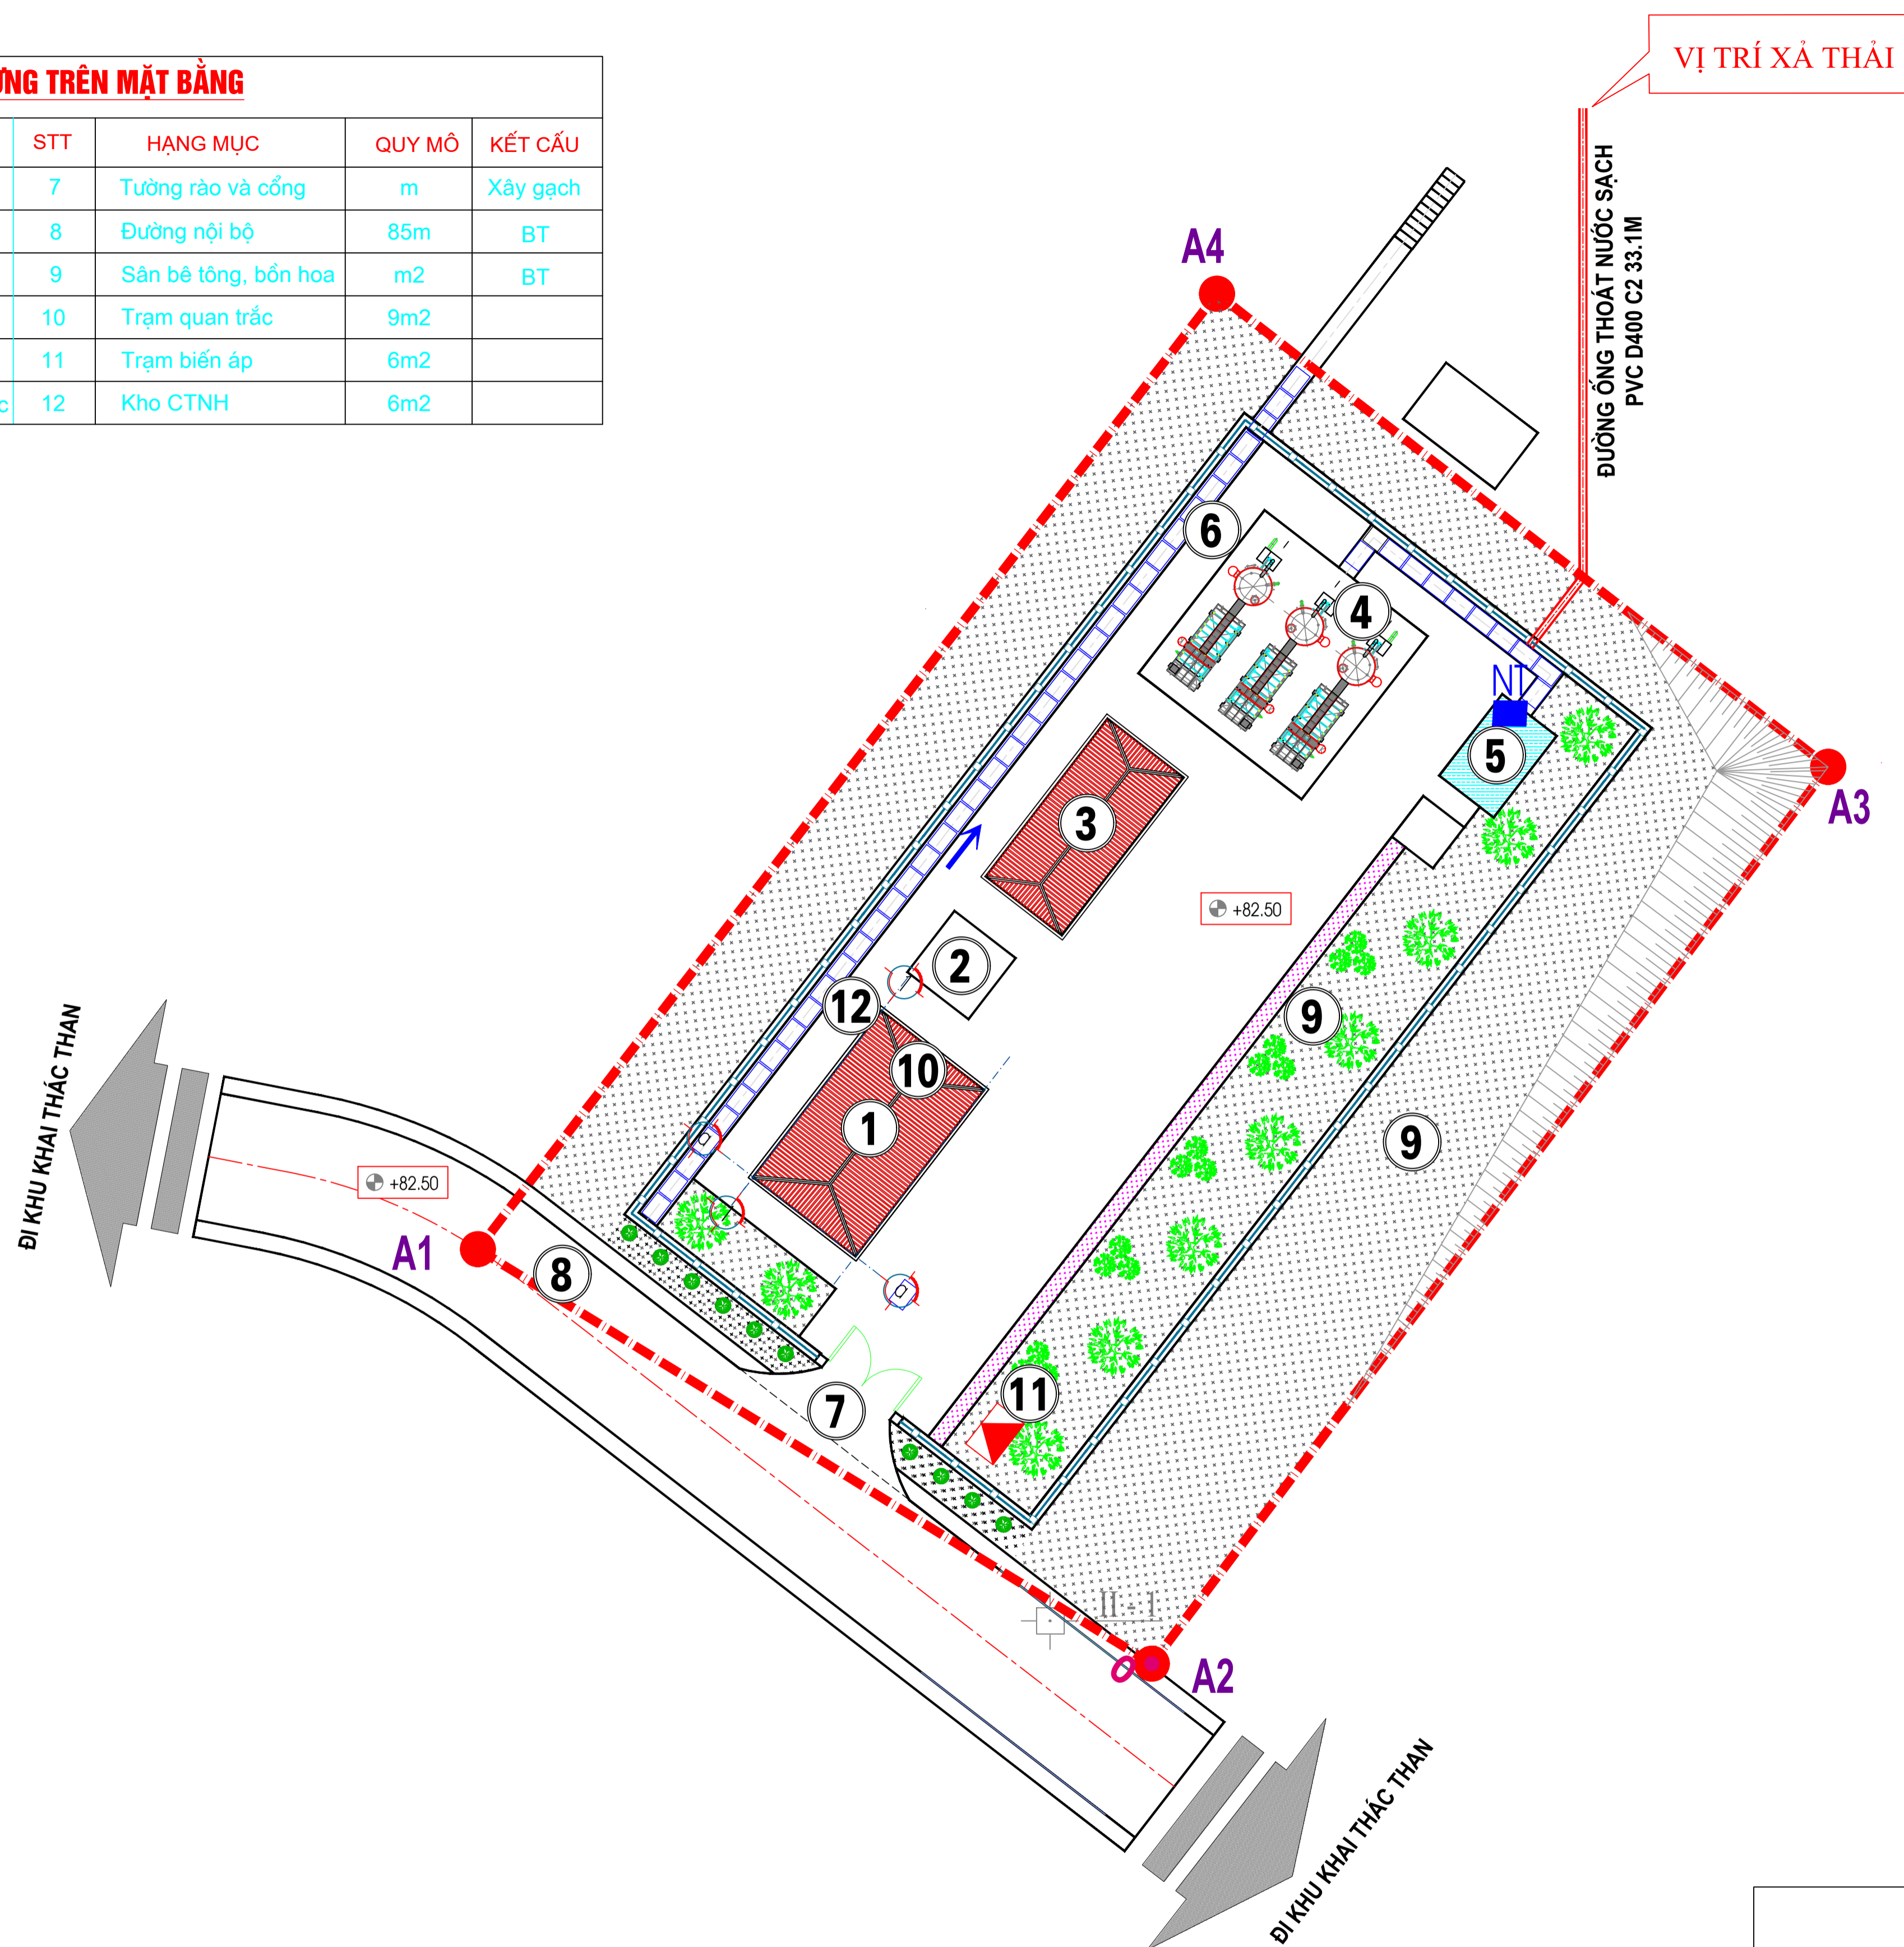 ỰNG TRÊN MẶT BẰNG
STT HẠNG MỤC QUY MÔ KẾT CẤU
7 Tường rào và cổng m Xây gạch
8 Đường nội bộ 85m BT
9 Sân bê tông, bồn hoa m2 BT
10 Trạm quan trắc 9m2
11 Trạm biến áp 6m2
c 12 Kho CTNH 6m2
VỊ TRÍ XẢ THẢI
ĐƯỜNG ỐNG THOÁT NƯỚC SẠCH
PVC D400 C2 33.1M
A4
6
4
NT
5
A3
3
+82.50
2
12
9
10
1
9
ĐI KHU KHAI THÁC THAN
+82.50
A1
8
11
7
II - 1
A2
ĐI KHU KHAI THÁC THAN